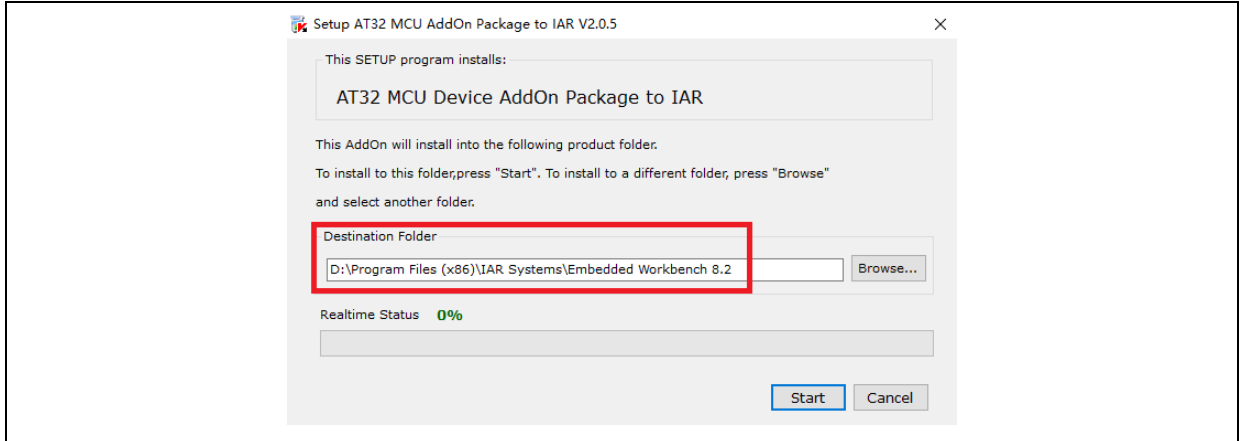 Setup AT32 MCU AddOn Package to IAR V2.0.5
This SETUP program installs:
AT32 MCU Device AddOn Package to IAR
This AddOn will install into the following product folder.
To install to this folder,press "Start". To install to a different folder, press "Browse"
and select another folder.
Destination Folder
D:\Program Files (x86)\IAR Systems\Embedded Workbench 8.2
Browse...
Realtime Status 0%
Start Cancel